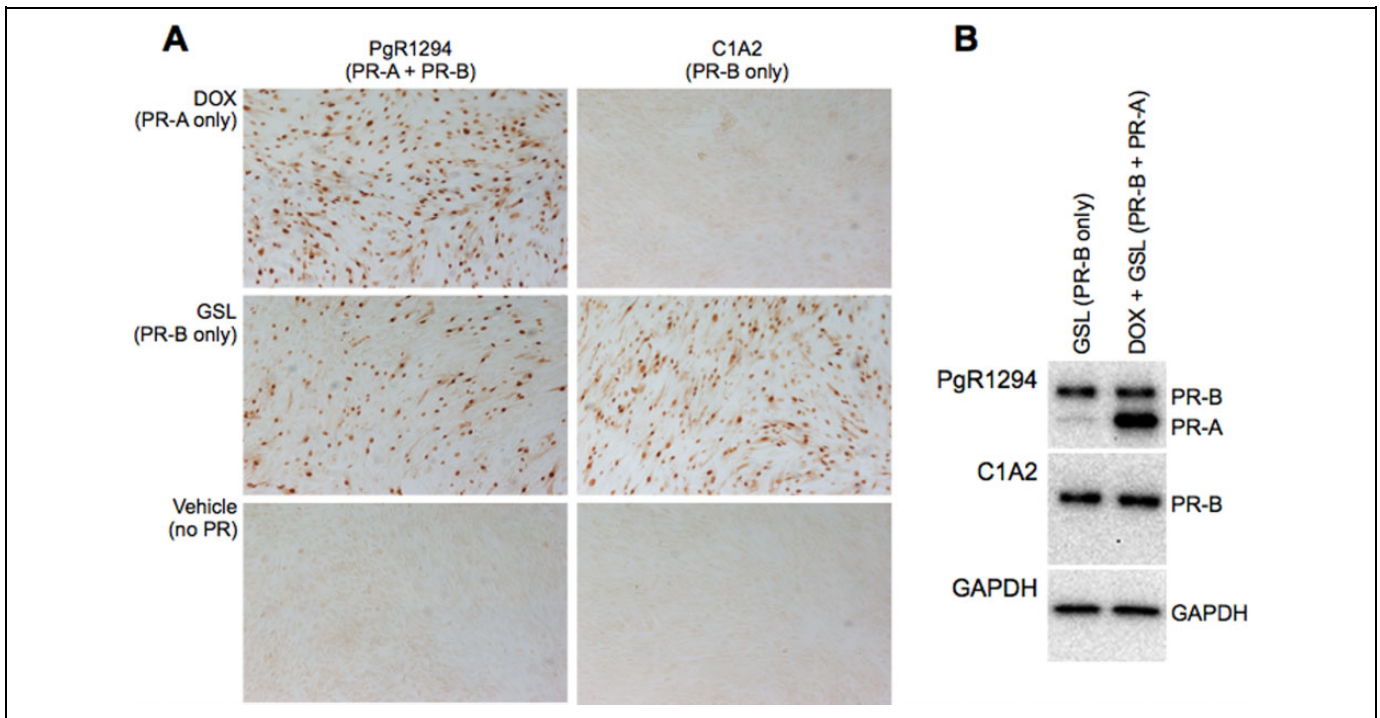 A
PgR1294
(PR-A + PR-B)
C1A2
(PR-B only)
DOX
(PR-A only)
GSL
(PR-B only)
Vehicle
(no PR)
B
GSL (PR-B only)
DOX + GSL (PR-B + PR-A)
PgR1294
PR-B
PR-A
C1A2
PR-B
GAPDH
GAPDH